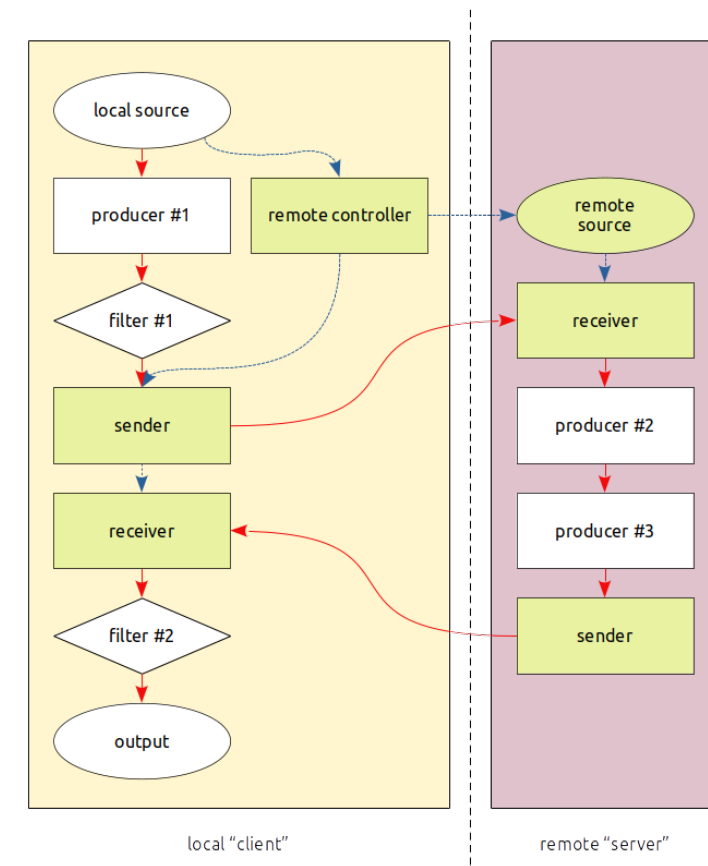 local source
producer #1
remote controller
filter #1
sender
receiver
filter #2
output
local “client”
remote
source
receiver
producer #2
producer #3
sender
remote “server”